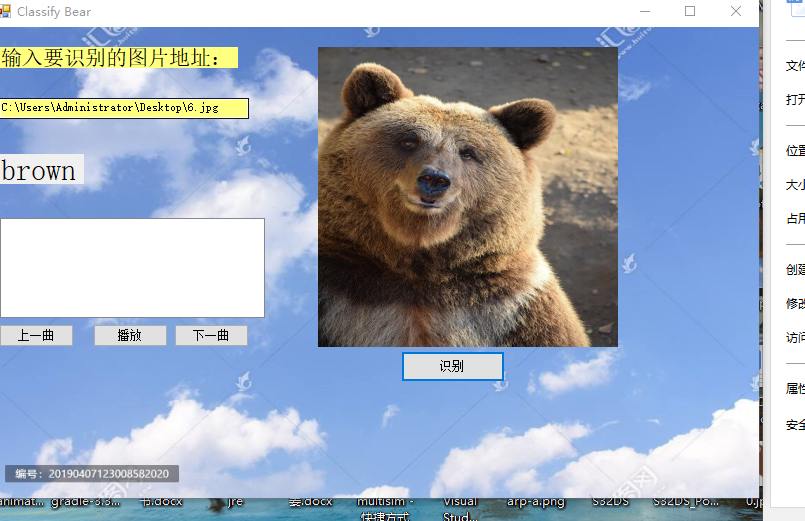 Classify Bear
输入要识别的图片地址：
C:\Users\Administrator\Desktop\6.jpg
brown
上一曲
播放
下一曲
识别
编号：20190407123008582020
文件
打开
位置
大小
占用
创建
修改
访问
属性
安全
animat...
gradle-3.3...
书.docx
jre
娄.docx
multisim - 快捷方式
Visual Stud...
arp-a.png
S32DS
S32DS_Po...
0.jp